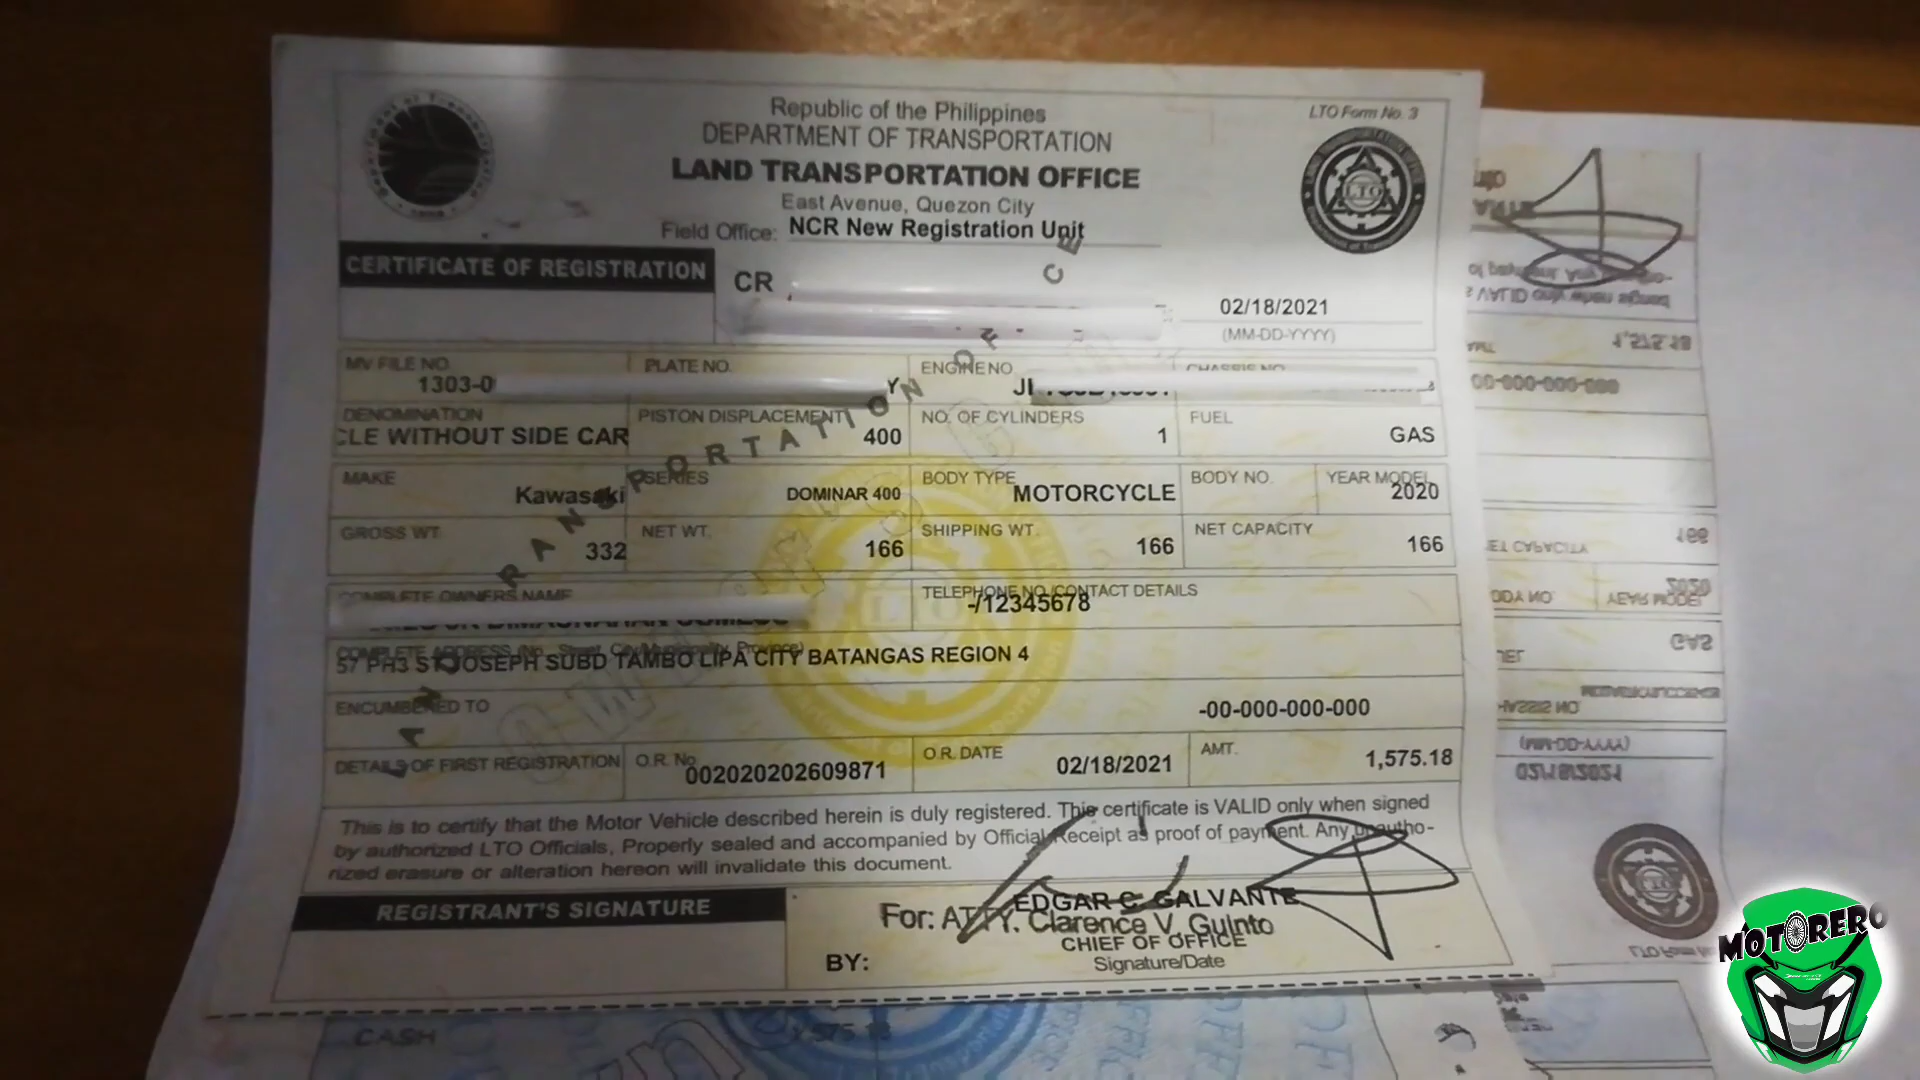 Republic of the Philippines
LTO Form No. 3
DEPARTMENT OF TRANSPORTATION
LAND TRANSPORTATION OFFICE
East Avenue, Quezon City
Field Office: NCR New Registration Unit
CERTIFICATE OF REGISTRATION
CR
02/18/2021
(MM-DD-YYYY)
MV FILE NO. PLATE NO. ENGINE NO. CHASSIS NO.
1303-0 Y
DENOMINATION PISTON DISPLACEMENT NO. OF CYLINDERS FUEL
CLE WITHOUT SIDE CAR 400 1 GAS
MAKE SERIES BODY TYPE BODY NO. YEAR MODEL
Kawasaki DOMINAR 400 MOTORCYCLE 2020
GROSS WT. NET WT. SHIPPING WT. NET CAPACITY
332 166 166 166
COMPLETE OWNER'S NAME TELEPHONE NO./CONTACT DETAILS
-/12345678
COMPLETE ADDRESS (No., Street, City/Municipality, Province)
57 PH3 ST JOSEPH SUBD TAMBO LIPA CITY BATANGAS REGION 4
ENCUMBERED TO -00-000-000-000
DETAILS OF FIRST REGISTRATION O.R. No. 002020202609871 O.R. DATE 02/18/2021 AMT. 1,575.18
This is to certify that the Motor Vehicle described herein is duly registered. This certificate is VALID only when signed
by authorized LTO Officials, Properly sealed and accompanied by Official Receipt as proof of payment. Any unautho-
rized erasure or alteration hereon will invalidate this document.
REGISTRANT'S SIGNATURE
EDGAR C. GALVANTE
For: ATTY. Clarence V. Guinto
CHIEF OF OFFICE
BY: Signature/Date
CASH
MOTORERO